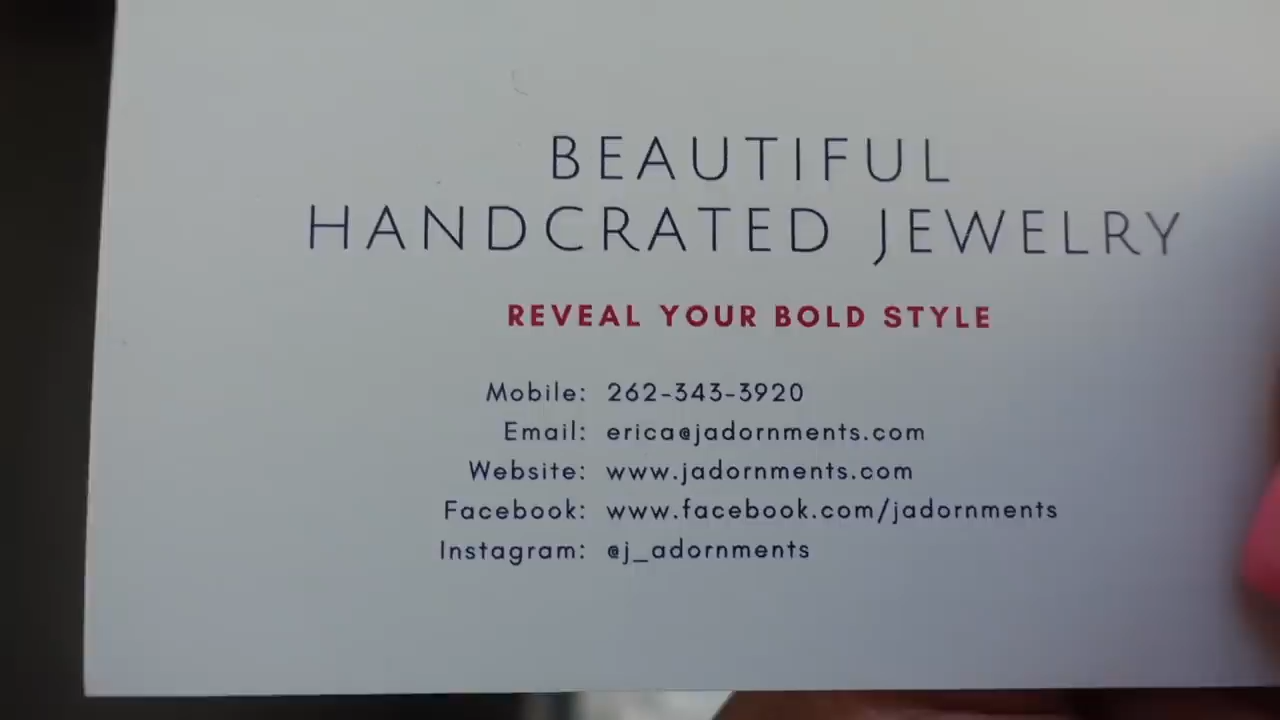 BEAUTIFUL
HANDCRATED JEWELRY
REVEAL YOUR BOLD STYLE
Mobile: 262-343-3920
Email: erica@jadornments.com
Website: www.jadornments.com
Facebook: www.facebook.com/jadornments
Instagram: @j_adornments